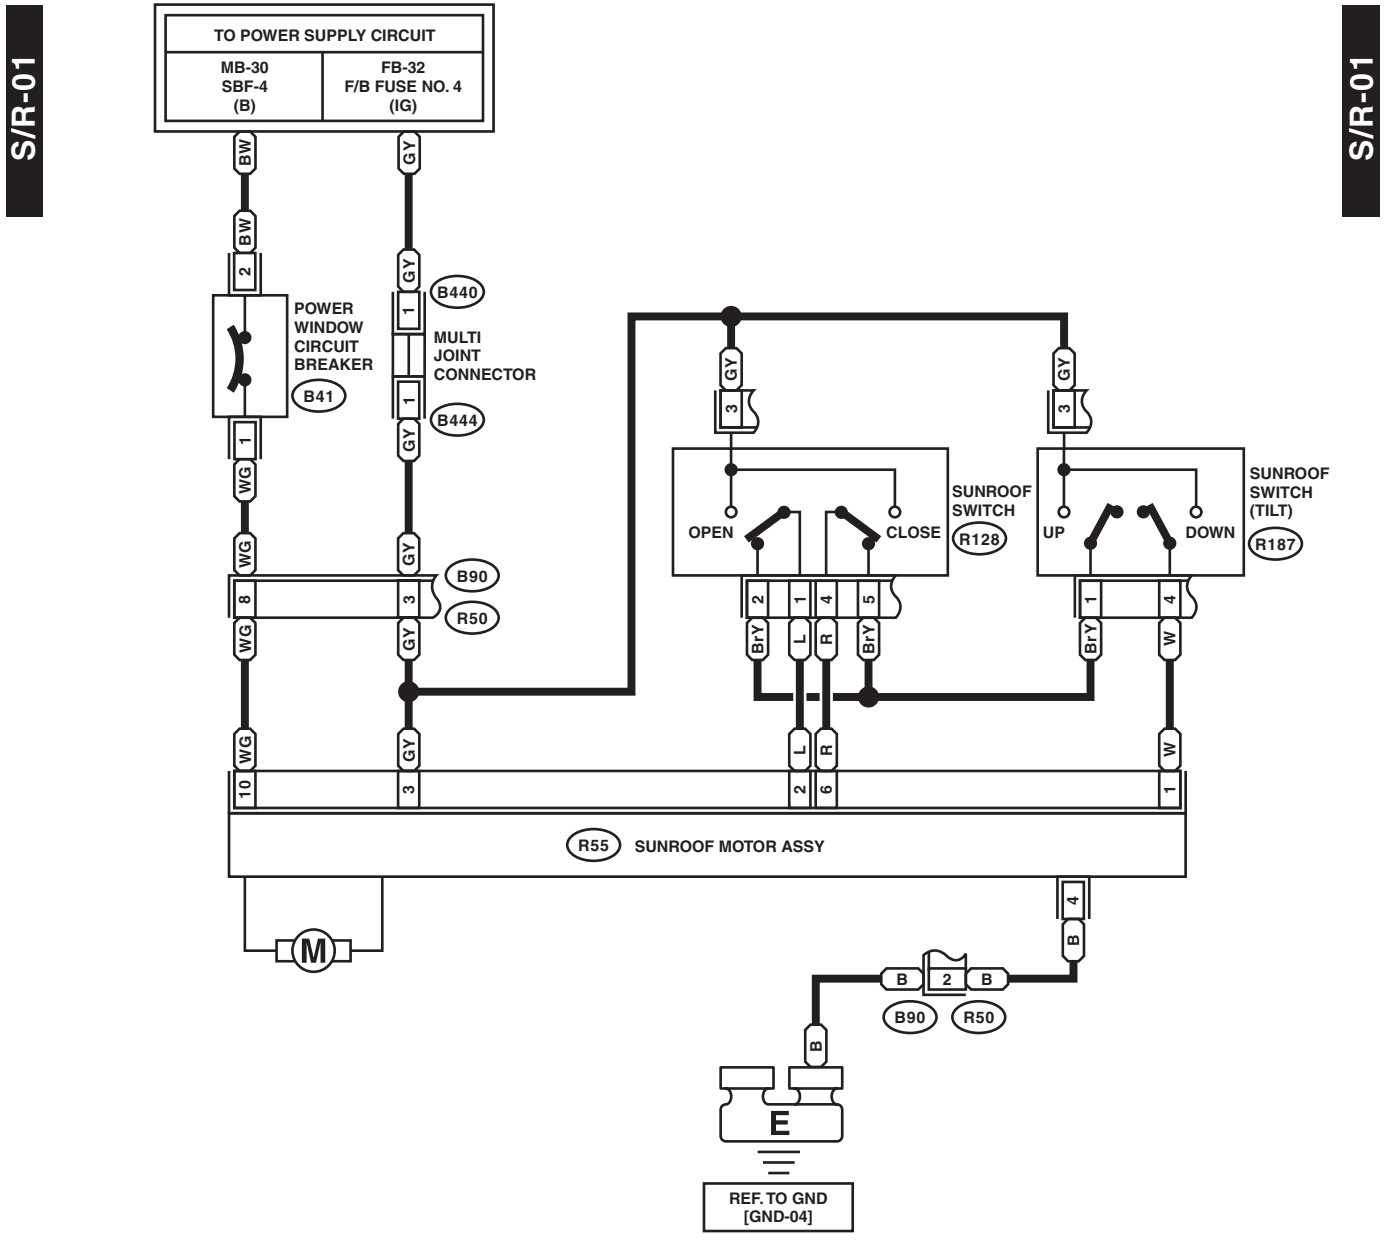 S/R-01
S/R-01
TO POWER SUPPLY CIRCUIT
MB-30
SBF-4
(B)
FB-32
F/B FUSE NO. 4
(IG)
BW
GY
BW
GY
2
1
B440
POWER
WINDOW
CIRCUIT
BREAKER
B41
MULTI
JOINT
CONNECTOR
1
B444
1
GY
WG
WG
GY
B90
8
3
R50
WG
GY
WG
GY
GY
GY
3
3
OPEN
CLOSE
SUNROOF
SWITCH
R128
UP
DOWN
SUNROOF
SWITCH
(TILT)
R187
2
1
4
5
1
4
BrY
L
R
BrY
BrY
W
L
R
W
10
3
2
6
1
R55
SUNROOF MOTOR ASSY
M
4
B
B
2
B
B90
R50
B
E
REF. TO GND
[GND-04]